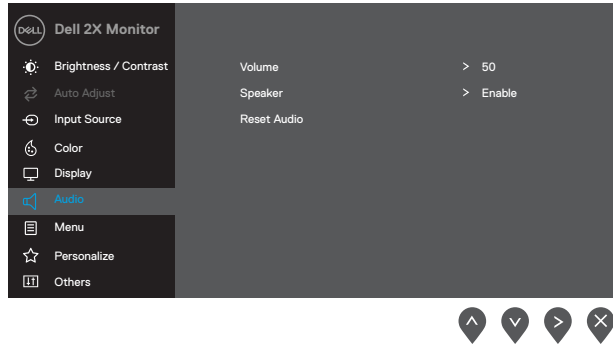 DELL Dell 2X Monitor
Brightness / Contrast
Auto Adjust
Input Source
Color
Display
Audio
Menu
Personalize
Others
Volume > 50
Speaker > Enable
Reset Audio